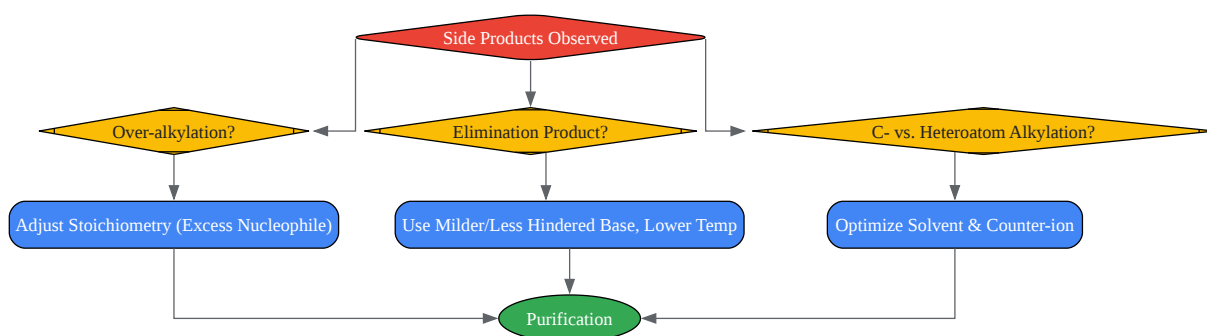 Side Products Observed
Over-alkylation?
Elimination Product?
C- vs. Heteroatom Alkylation?
Adjust Stoichiometry (Excess Nucleophile)
Use Milder/Less Hindered Base, Lower Temp
Optimize Solvent & Counter-ion
Purification